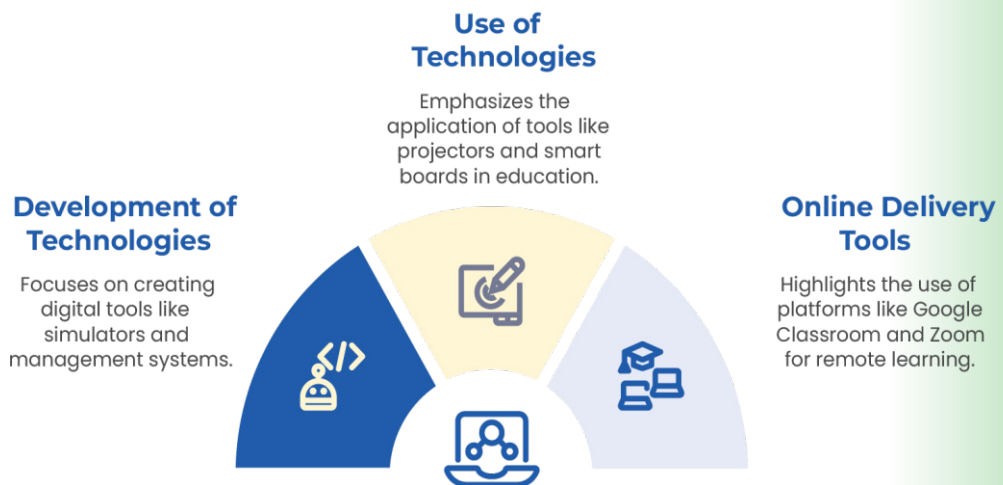 Use of
Technologies
Emphasizes the
application of tools like
projectors and smart
boards in education.
Development of
Technologies
Focuses on creating
digital tools like
simulators and
management systems.
Online Delivery
Tools
Highlights the use of
platforms like Google
Classroom and Zoom
for remote learning.